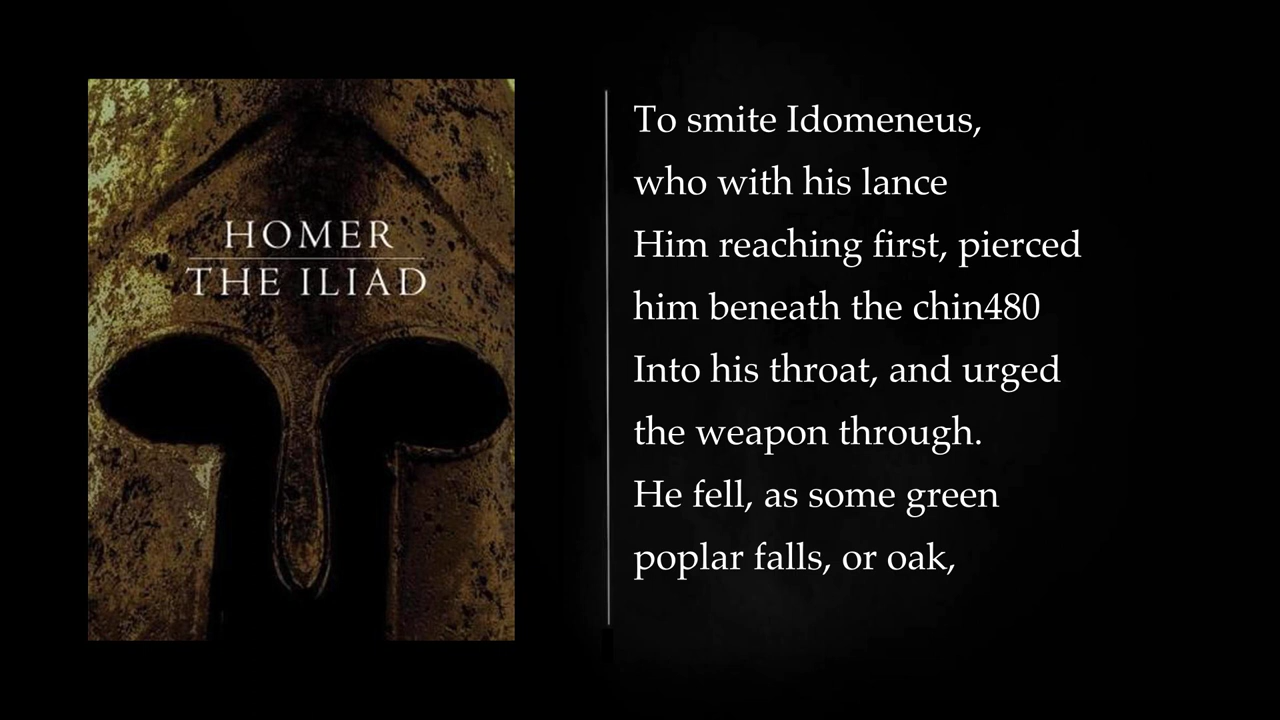 HOMER
THE ILIAD
To smite Idomeneus,
who with his lance
Him reaching first, pierced
him beneath the chin480
Into his throat, and urged
the weapon through.
He fell, as some green
poplar falls, or oak,